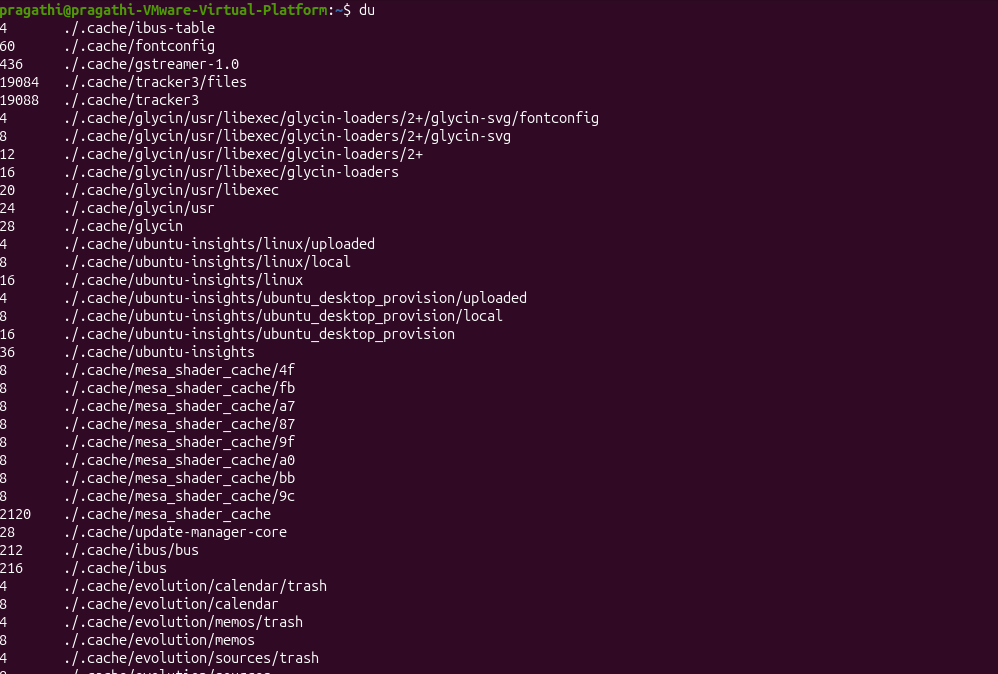 pragathi@pragathi-VMware-Virtual-Platform:~$ du
4 ./.cache/ibus-table
60 ./.cache/fontconfig
436 ./.cache/gstreamer-1.0
19084 ./.cache/tracker3/files
19088 ./.cache/tracker3
4 ./.cache/glycin/usr/libexec/glycin-loaders/2+/glycin-svg/fontconfig
8 ./.cache/glycin/usr/libexec/glycin-loaders/2+/glycin-svg
12 ./.cache/glycin/usr/libexec/glycin-loaders/2+
16 ./.cache/glycin/usr/libexec/glycin-loaders
20 ./.cache/glycin/usr/libexec
24 ./.cache/glycin/usr
28 ./.cache/glycin
4 ./.cache/ubuntu-insights/linux/uploaded
8 ./.cache/ubuntu-insights/linux/local
16 ./.cache/ubuntu-insights/linux
4 ./.cache/ubuntu-insights/ubuntu_desktop_provision/uploaded
8 ./.cache/ubuntu-insights/ubuntu_desktop_provision/local
16 ./.cache/ubuntu-insights/ubuntu_desktop_provision
36 ./.cache/ubuntu-insights
8 ./.cache/mesa_shader_cache/4f
8 ./.cache/mesa_shader_cache/fb
8 ./.cache/mesa_shader_cache/a7
8 ./.cache/mesa_shader_cache/87
8 ./.cache/mesa_shader_cache/9f
8 ./.cache/mesa_shader_cache/a0
8 ./.cache/mesa_shader_cache/bb
8 ./.cache/mesa_shader_cache/9c
2120 ./.cache/mesa_shader_cache
28 ./.cache/update-manager-core
212 ./.cache/ibus/bus
216 ./.cache/ibus
4 ./.cache/evolution/calendar/trash
8 ./.cache/evolution/calendar
4 ./.cache/evolution/memos/trash
8 ./.cache/evolution/memos
4 ./.cache/evolution/sources/trash